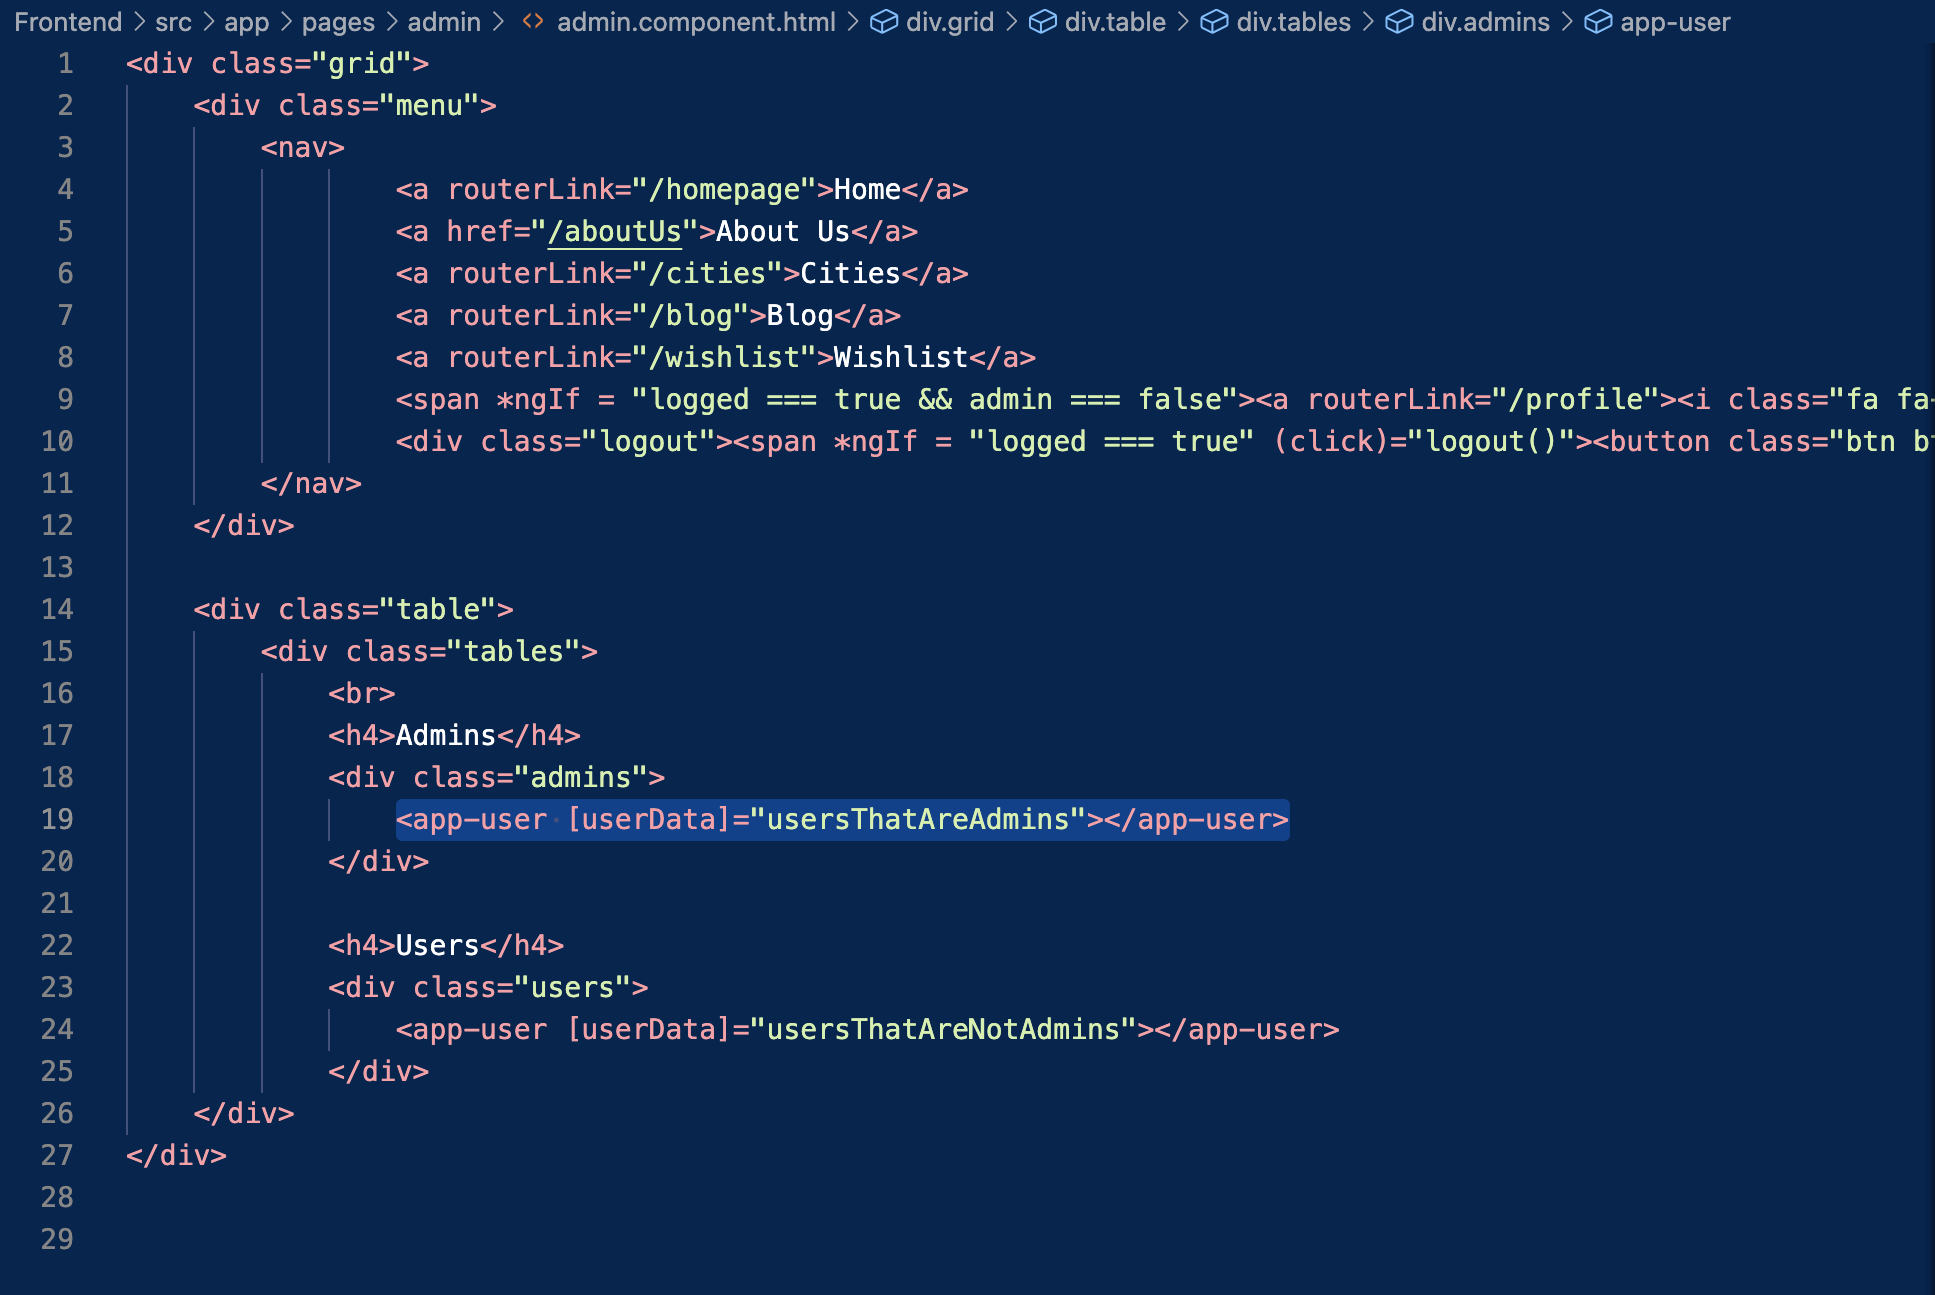 Frontend > src > app > pages > admin > <> admin.component.html > div.grid > div.table > div.tables > div.admins > app-user
1 <div class="grid">
2 <div class="menu">
3 <nav>
4 <a routerLink="/homepage">Home</a>
5 <a href="/aboutUs">About Us</a>
6 <a routerLink="/cities">Cities</a>
7 <a routerLink="/blog">Blog</a>
8 <a routerLink="/wishlist">Wishlist</a>
9 <span *ngIf = "logged === true && admin === false"><a routerLink="/profile"><i class="fa fa-
10 <div class="logout"><span *ngIf = "logged === true" (click)="logout()"><button class="btn b
11 </nav>
12 </div>
13
14 <div class="table">
15 <div class="tables">
16 <br>
17 <h4>Admins</h4>
18 <div class="admins">
19 <app-user [userData]="usersThatAreAdmins"></app-user>
20 </div>
21
22 <h4>Users</h4>
23 <div class="users">
24 <app-user [userData]="usersThatAreNotAdmins"></app-user>
25 </div>
26 </div>
27 </div>
28
29